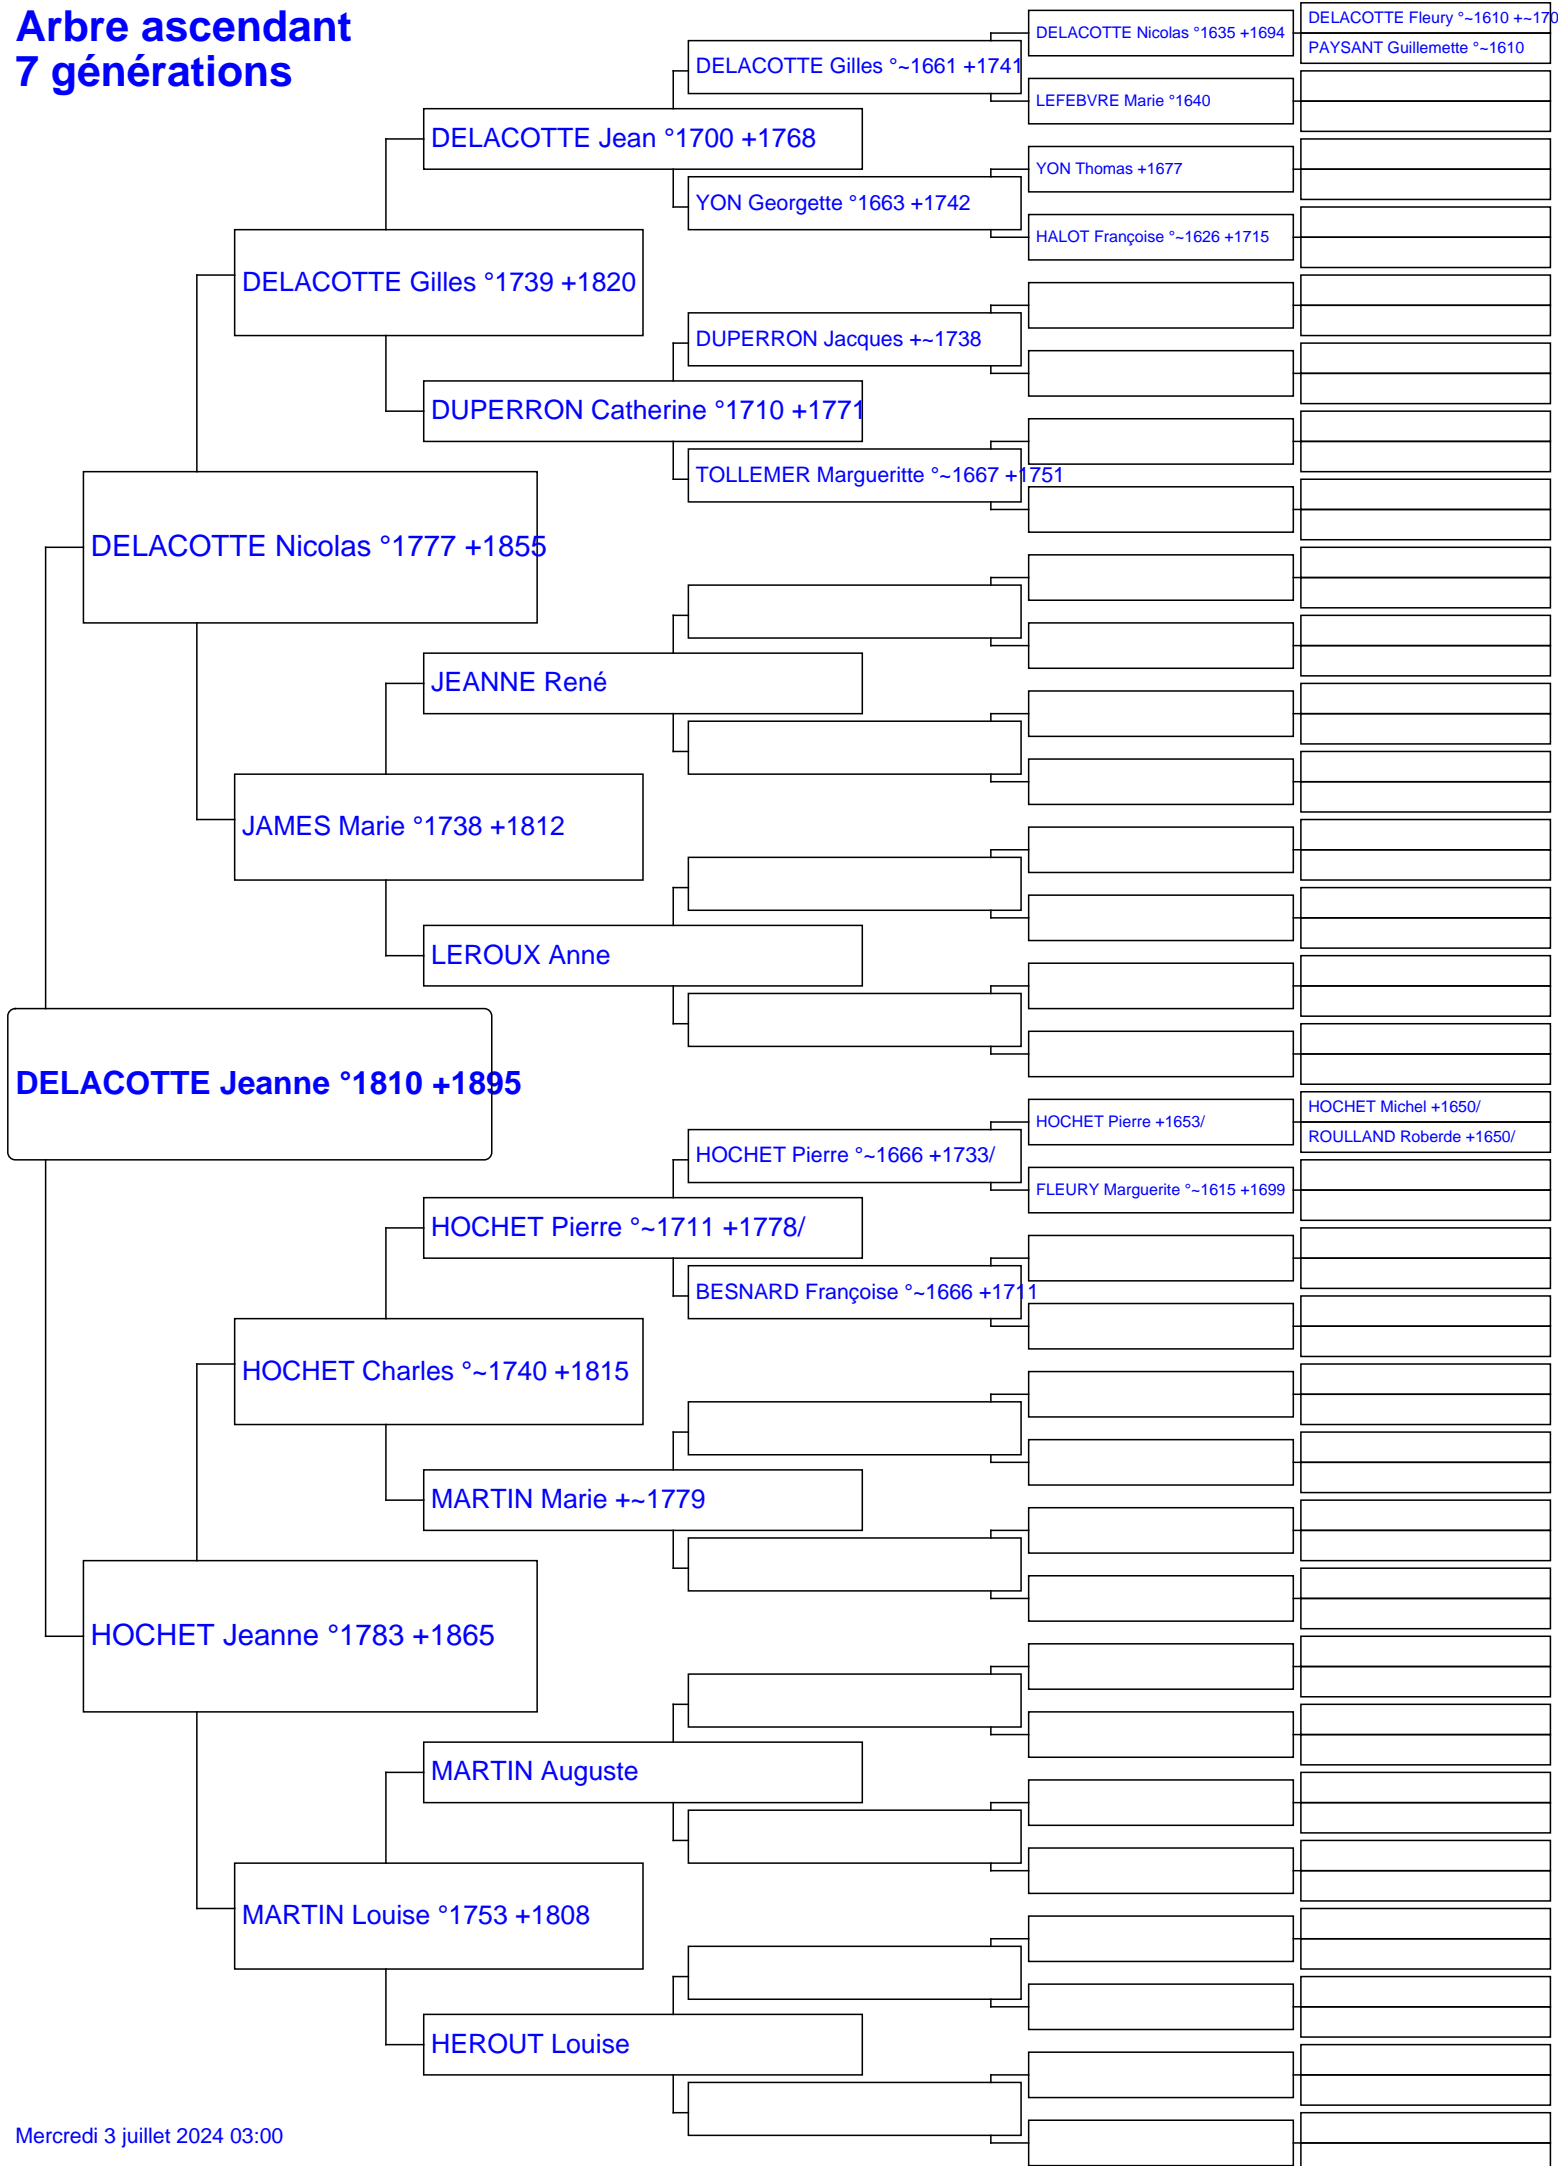 Arbre ascendant
7 générations
DELACOTTE Fleury °~1610 +~170
DELACOTTE Nicolas °1635 +1694
PAYSANT Guillemette °~1610
DELACOTTE Gilles °~1661 +1741
LEFEBVRE Marie °1640
DELACOTTE Jean °1700 +1768
YON Thomas +1677
YON Georgette °1663 +1742
HALOT Françoise °~1626 +1715
DELACOTTE Gilles °1739 +1820
DUPERRON Jacques +~1738
DUPERRON Catherine °1710 +1771
TOLLEMER Margueritte °~1667 +1751
DELACOTTE Nicolas °1777 +1855
JEANNE René
JAMES Marie °1738 +1812
LEROUX Anne
DELACOTTE Jeanne °1810 +1895
HOCHET Michel +1650/
HOCHET Pierre +1653/
ROULLAND Roberde +1650/
HOCHET Pierre °~1666 +1733/
FLEURY Marguerite °~1615 +1699
HOCHET Pierre °~1711 +1778/
BESNARD Françoise °~1666 +1711
HOCHET Charles °~1740 +1815
MARTIN Marie +~1779
HOCHET Jeanne °1783 +1865
MARTIN Auguste
MARTIN Louise °1753 +1808
HEROUT Louise
Mercredi 3 juillet 2024 03:00